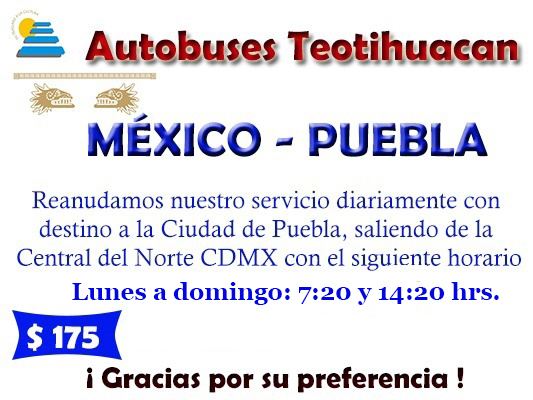 Autobuses Teotihuacan
MÉXICO - PUEBLA
Reanudamos nuestro servicio diariamente con
destino a la Ciudad de Puebla, saliendo de la
Central del Norte CDMX con el siguiente horario
Lunes a domingo: 7:20 y 14:20 hrs.
$ 175
¡ Gracias por su preferencia !